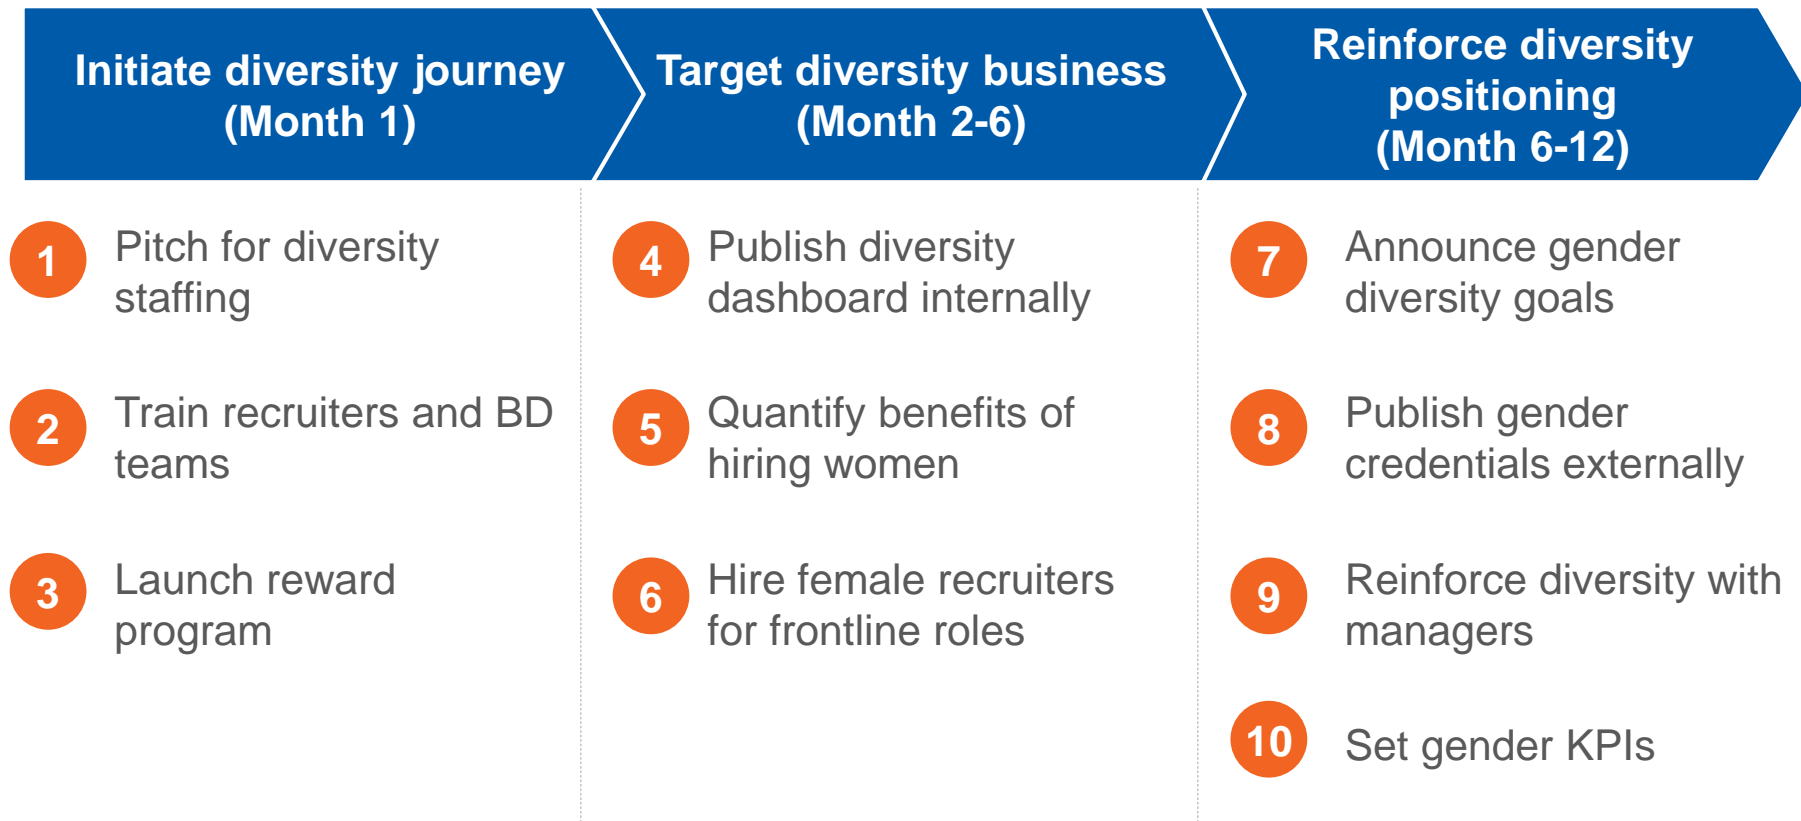 Initiate diversity journey
(Month 1)
Target diversity business
(Month 2-6)
Reinforce diversity
positioning
(Month 6-12)
1
Pitch for diversity
staffing
2
Train recruiters and BD
teams
3
Launch reward
program
4
Publish diversity
dashboard internally
5
Quantify benefits of
hiring women
6
Hire female recruiters
for frontline roles
7
Announce gender
diversity goals
8
Publish gender
credentials externally
9
Reinforce diversity with
managers
10
Set gender KPIs